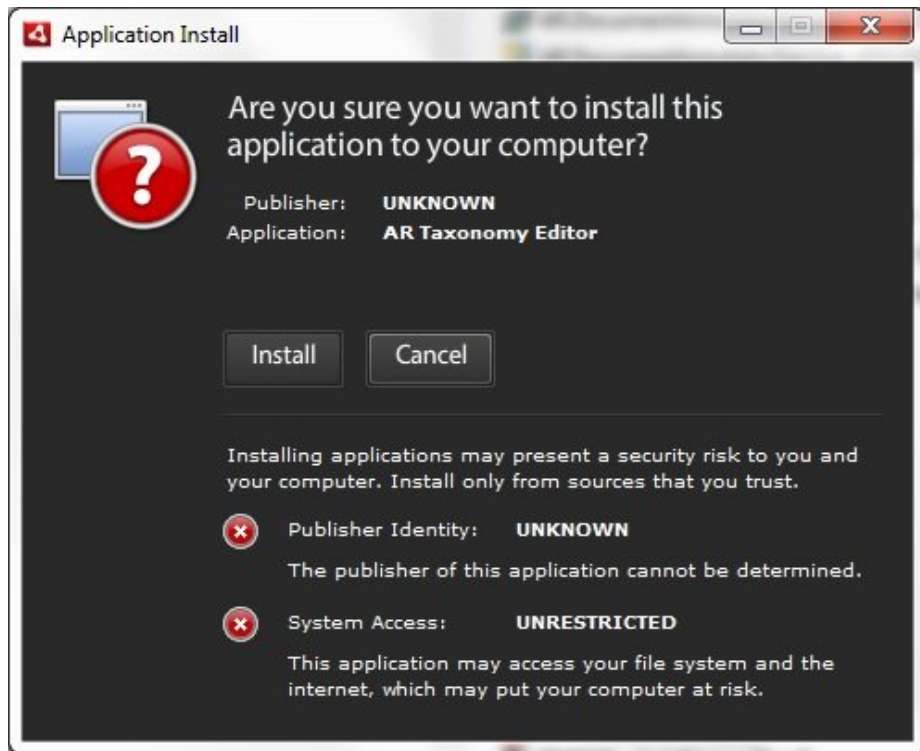 Application Install
Are you sure you want to install this
application to your computer?
Publisher: UNKNOWN
Application: AR Taxonomy Editor
Install Cancel
Installing applications may present a security risk to you and
your computer. Install only from sources that you trust.
Publisher Identity: UNKNOWN
The publisher of this application cannot be determined.
System Access: UNRESTRICTED
This application may access your file system and the
internet, which may put your computer at risk.